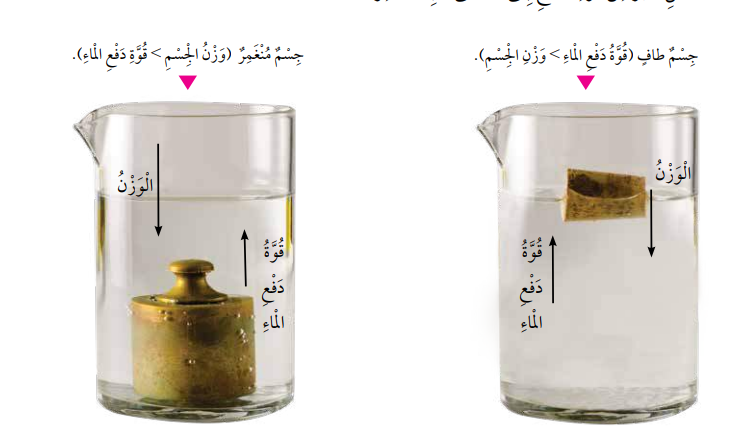 جِسْمٌ طافٍ (قُوَّةُ دَفْعِ الْماءِ > وَزْنِ الْجِسْمِ).
الْوَزْنُ
قُوَّةُ
دَفْعِ
الْماءِ
جِسْمٌ مُنْغَمِرٌ (وَزْنُ الْجِسْمِ > قُوَّةِ دَفْعِ الْماءِ).
الْوَزْنُ
قُوَّةُ
دَفْعِ
الْماءِ